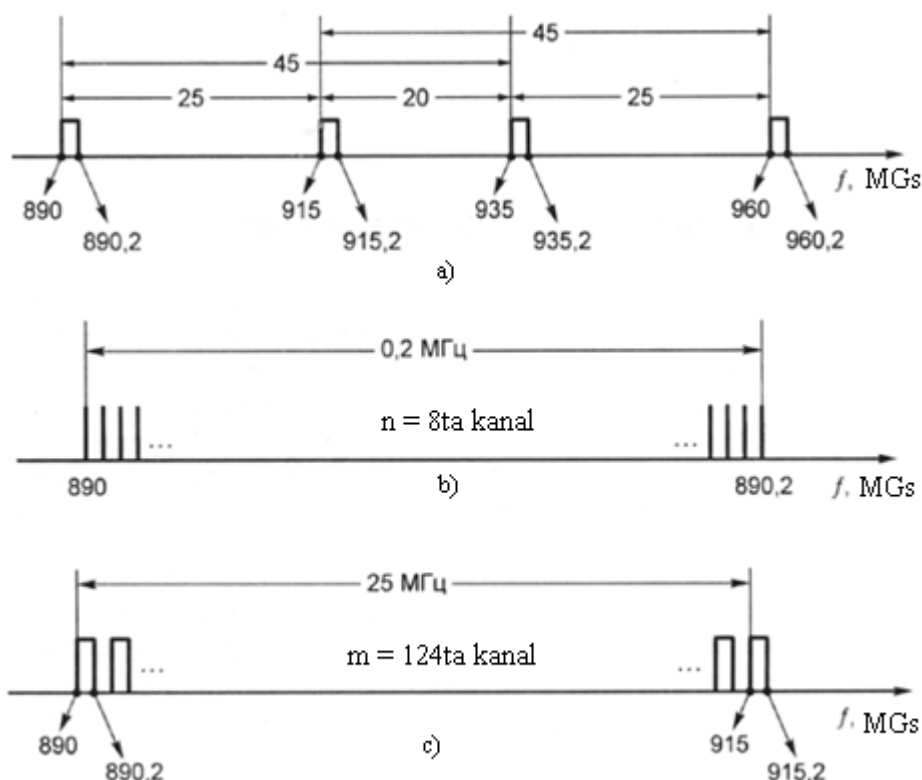 45
45
25 20 25
f, MGs
890 915 935 960
890,2 915,2 935,2 960,2
a)
0,2 МГц
n = 8ta kanal
... ...
890 b) 890,2 f, MGs
25 МГц
m = 124ta kanal
... ...
f, MGs
890 c) 915
890,2 915,2